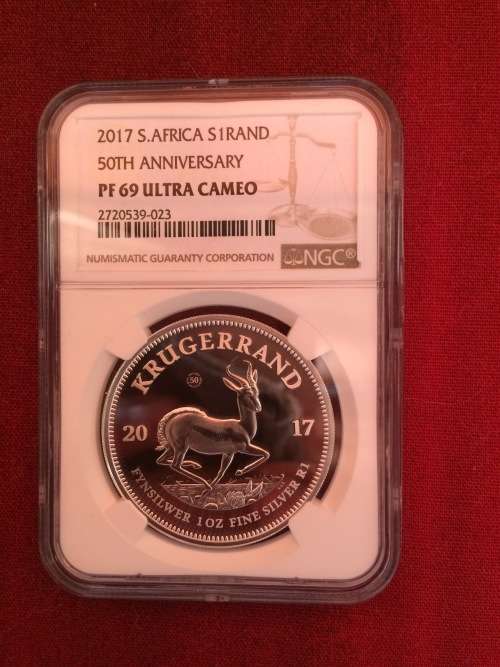 2017 S.AFRICA S1RAND
50TH ANNIVERSARY
PF 69 ULTRA CAMEO
2720539-023
NUMISMATIC GUARANTY CORPORATION
NGC®
KRUGERRAND
50
20 17
FYNSILWER 1 OZ FINE SILVER R1